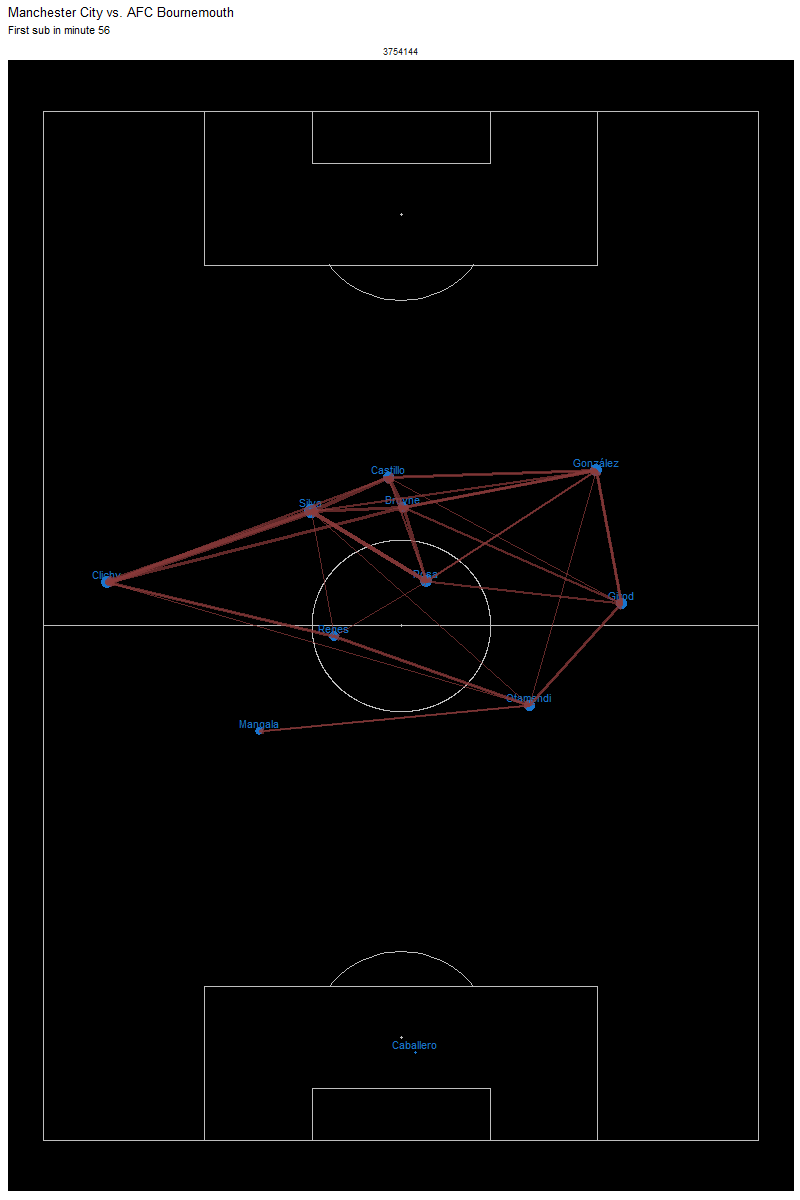 Manchester City vs. AFC Bournemouth
First sub in minute 56
3754144
Castillo
González
Silva
Bruyne
Clichy
Rosa
Girod
Reges
Otamendi
Mangala
Caballero